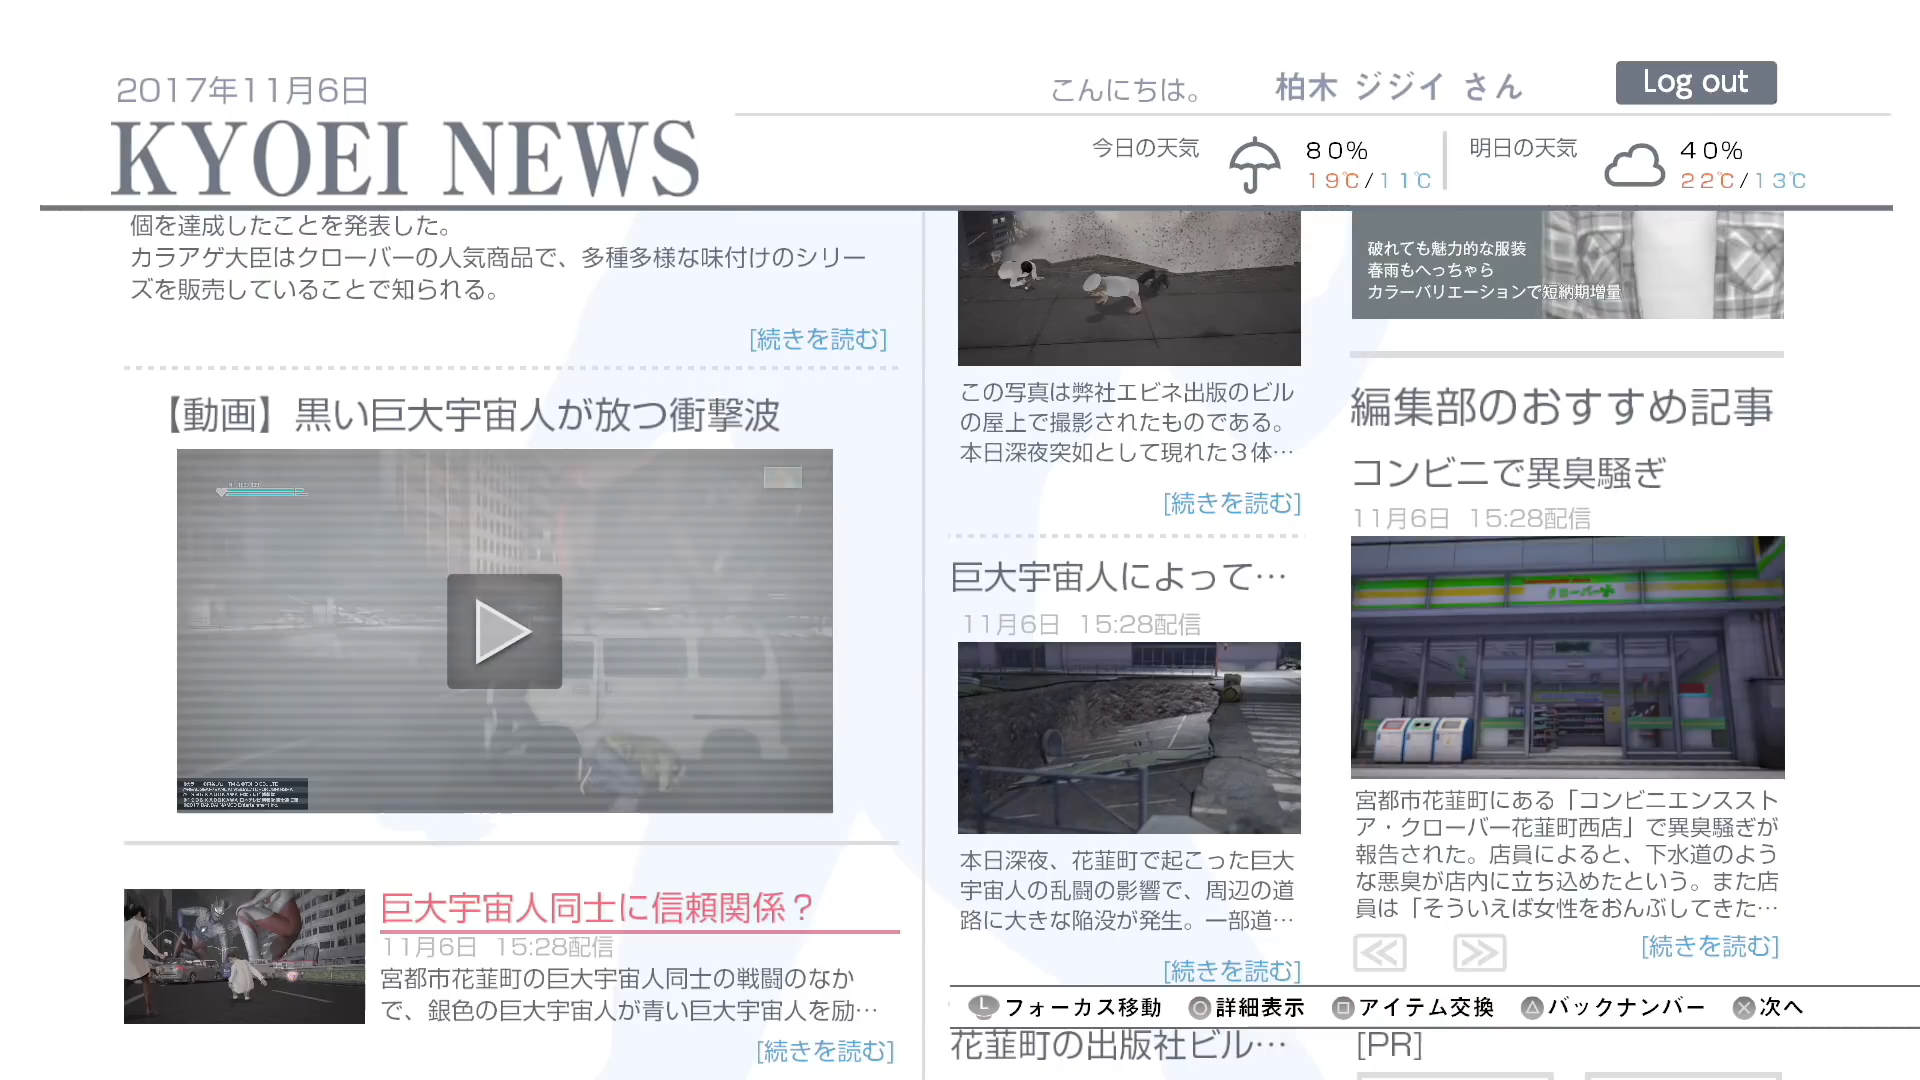 2017年11月6日
KYOEI NEWS
こんにちは。
柏木 ジジイ さん
Log out
今日の天気
80%
19℃/11℃
明日の天気
40%
22℃/13℃
個を達成したことを発表した。
カラアゲ大臣はクローバーの人気商品で、多種多様な味付けのシリー
ズを販売していることで知られる。
[続きを読む]
【動画】黒い巨大宇宙人が放つ衝撃波
巨大宇宙人同士に信頼関係？
11月6日 15:28配信
宮都市花韮町の巨大宇宙人同士の戦闘のなか
で、銀色の巨大宇宙人が青い巨大宇宙人を励…
[続きを読む]
この写真は弊社エビネ出版のビル
の屋上で撮影されたものである。
本日深夜突如として現れた３体…
[続きを読む]
巨大宇宙人によって…
11月6日 15:28配信
本日深夜、花韮町で起こった巨大
宇宙人の乱闘の影響で、周辺の道
路に大きな陥没が発生。一部道…
[続きを読む]
花韮町の出版社ビル…
破れても魅力的な服装
春雨もへっちゃら
カラーバリエーションで短納期増量
編集部のおすすめ記事
コンビニで異臭騒ぎ
11月6日 15:28配信
クローバー
宮都市花韮町にある「コンビニエンススト
ア・クローバー花韮町西店」で異臭騒ぎが
報告された。店員によると、下水道のよう
な悪臭が店内に立ち込めたという。また店
員は「そういえば女性をおんぶしてきた…
[続きを読む]
[PR]
L フォーカス移動 詳細表示 アイテム交換 バックナンバー 次へ